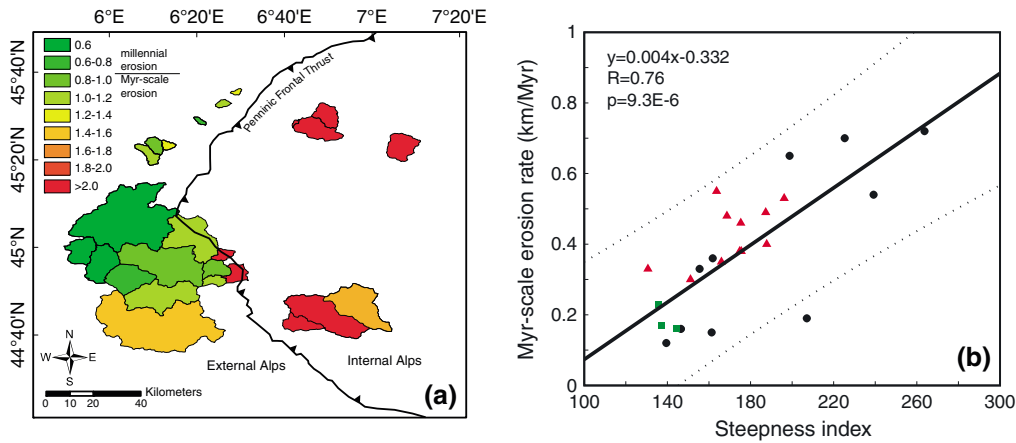 6°E 6°20'E 6°40'E 7°E 7°20'E
45°40'N
45°20'N
45°N
44°40'N
0.6
0.6-0.8
0.8-1.0
1.0-1.2
1.2-1.4
1.4-1.6
1.6-1.8
1.8-2.0
>2.0
millennial
erosion
Myr-scale
erosion
Penninic Frontal Thrust
External Alps
Internal Alps
N
W E
S
Kilometers
0 10 20 40
(a)
y=0.004x-0.332
R=0.76
p=9.3E-6
Myr-scale erosion rate (km/Myr)
1
0.8
0.6
0.4
0.2
0
100 140 180 220 260 300
Steepness index
(b)